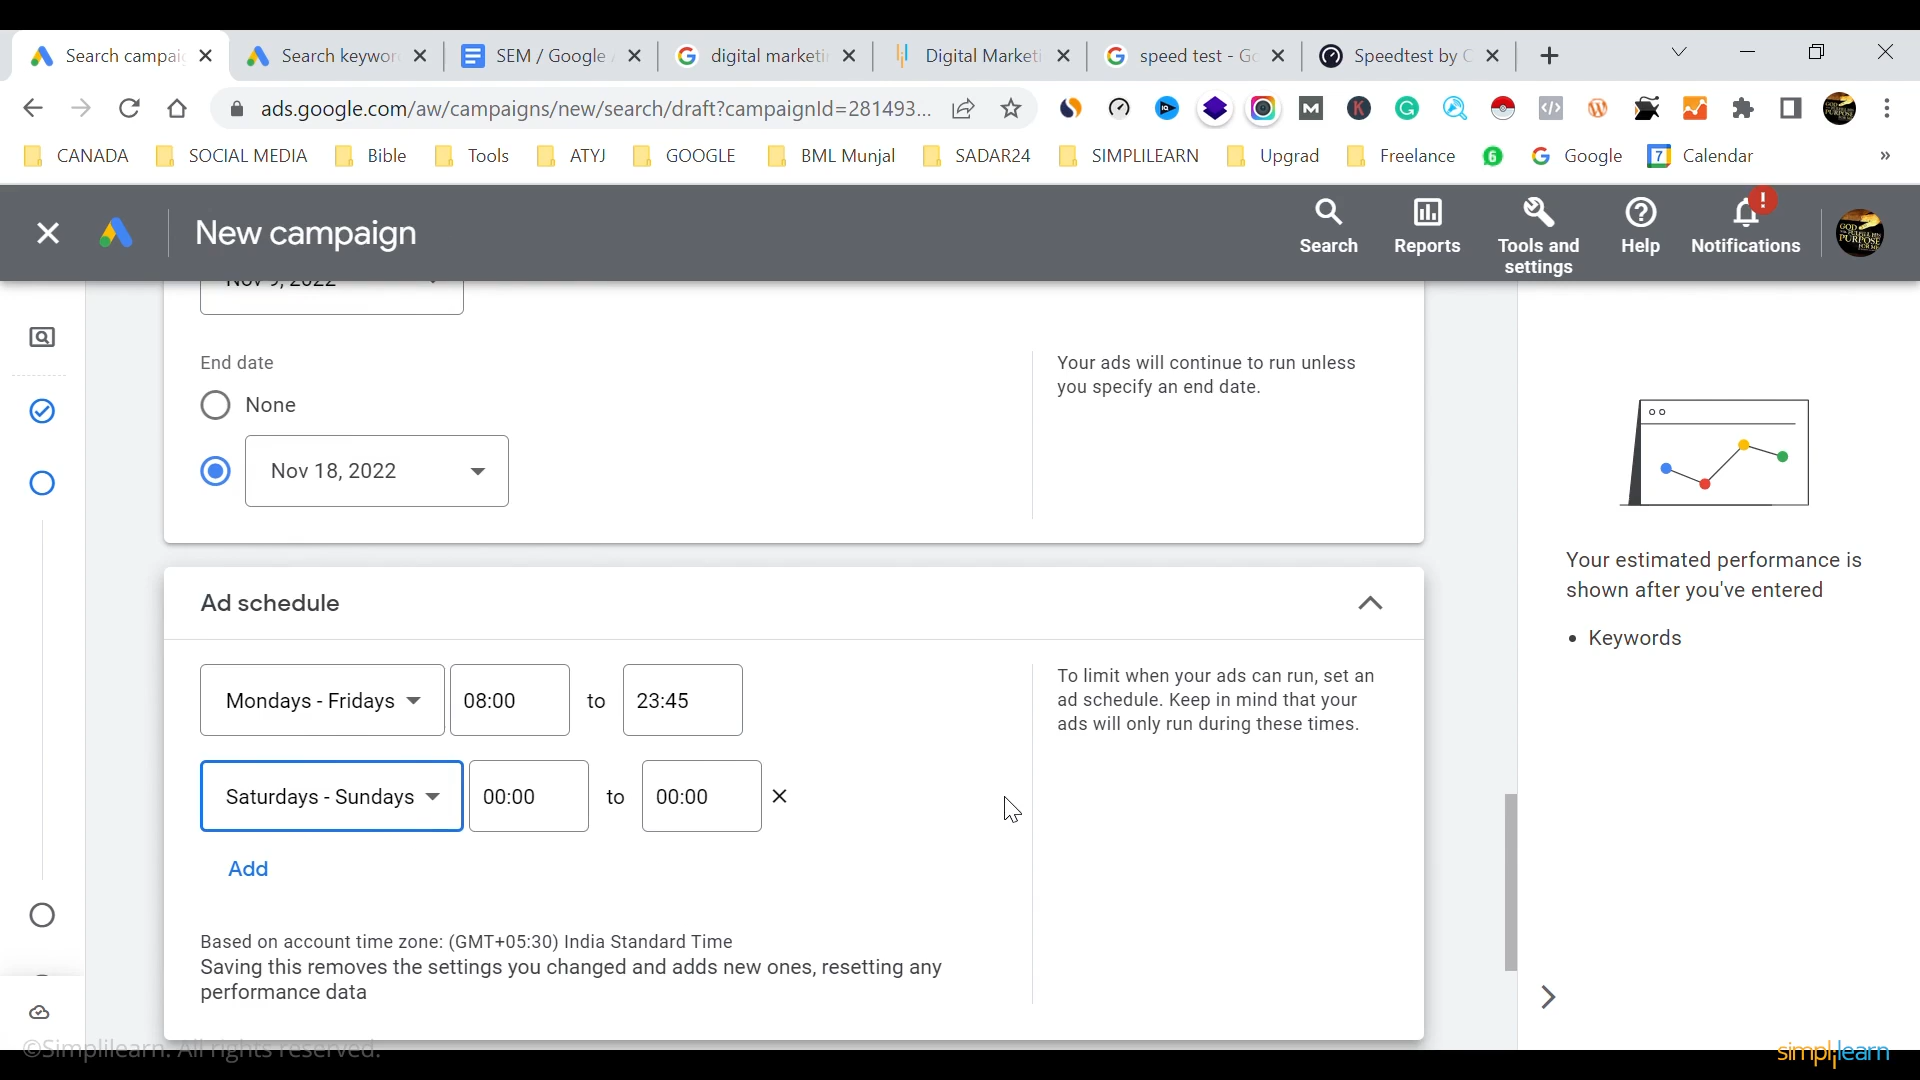 Search campaig
Search keywor
SEM / Google
digital marketi
Digital Marketi
speed test - Go
Speedtest by
ads.google.com/aw/campaigns/new/search/draft?campaignId=281493...
CANADA
SOCIAL MEDIA
Bible
Tools
ATYJ
GOOGLE
BML Munjal
SADAR24
SIMPLILEARN
Upgrad
Freelance
Google
Calendar
New campaign
Search
Reports
Tools and
settings
Help
Notifications
Nov 9, 2022
End date
None
Nov 18, 2022
Your ads will continue to run unless
you specify an end date.
Ad schedule
Mondays - Fridays
08:00
to
23:45
Saturdays - Sundays
00:00
to
00:00
Add
To limit when your ads can run, set an
ad schedule. Keep in mind that your
ads will only run during these times.
Based on account time zone: (GMT+05:30) India Standard Time
Saving this removes the settings you changed and adds new ones, resetting any
performance data
Your estimated performance is
shown after you've entered
• Keywords
©Simplilearn. All rights reserved.
simplilearn